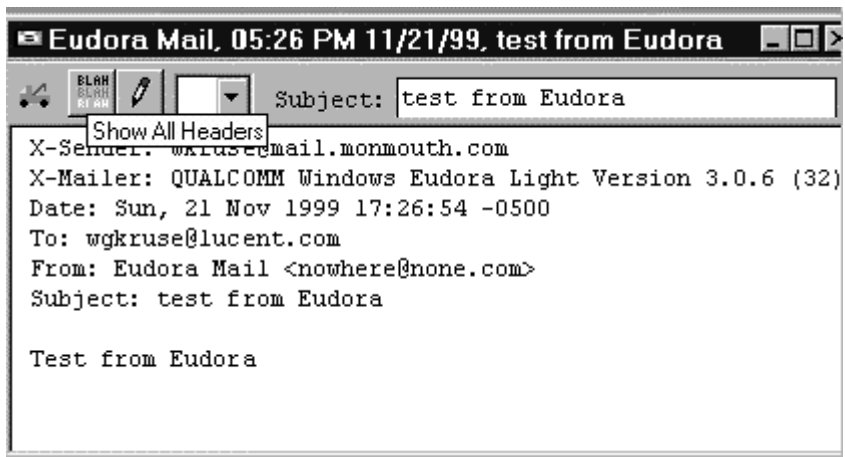 Eudora Mail, 05:26 PM 11/21/99, test from Eudora
BLAH
BLAH
BLAH
Subject: test from Eudora
Show All Headers
X-Sender: wkruse@mail.monmouth.com
X-Mailer: QUALCOMM Windows Eudora Light Version 3.0.6 (32)
Date: Sun, 21 Nov 1999 17:26:54 -0500
To: wgkruse@lucent.com
From: Eudora Mail <nowhere@none.com>
Subject: test from Eudora
Test from Eudora